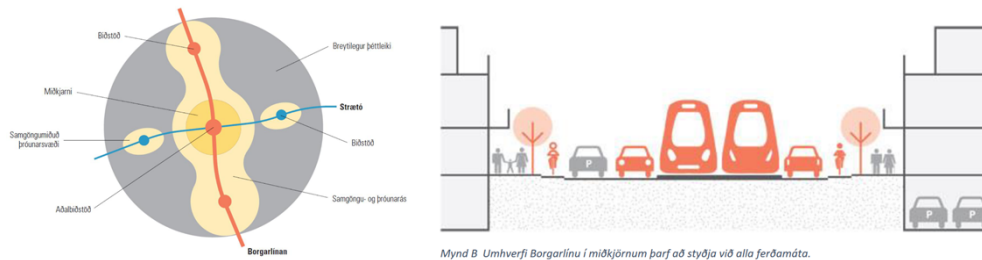 Biðstöð
Breytilegur þéttleiki
Miðkjarni
Strætó
Samgöngumiðuð
þróunarsvæði
Biðstöð
Aðalbiðstöð
Samgöngu- og þróunarás
Borgarlínan
P
P
P
Mynd B Umhverfi Borgarlínu í miðkjörnum þarf að styðja við alla ferðamáta.